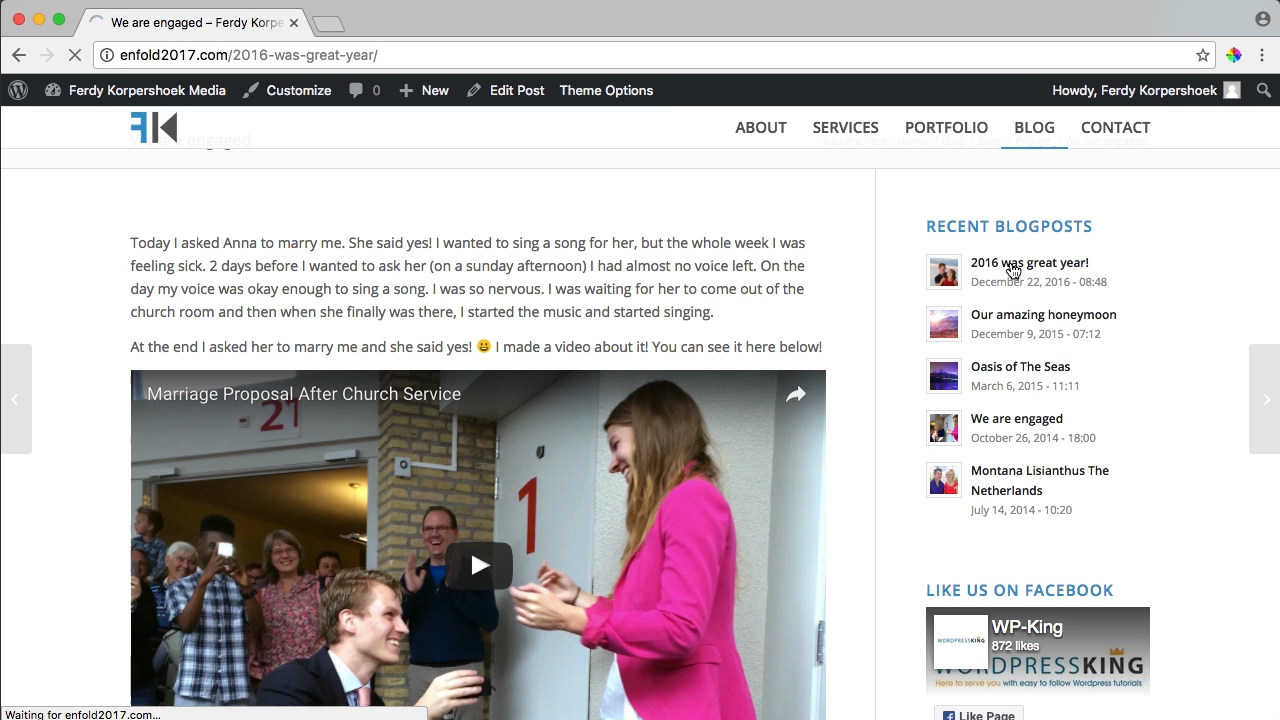 We are engaged – Ferdy Korpe
enfold2017.com/2016-was-great-year/
Ferdy Korpershoek Media Customize 0 New Edit Post Theme Options Howdy, Ferdy Korpershoek
FK ABOUT SERVICES PORTFOLIO BLOG CONTACT
engaged
Today I asked Anna to marry me. She said yes! I wanted to sing a song for her, but the whole week I was
feeling sick. 2 days before I wanted to ask her (on a sunday afternoon) I had almost no voice left. On the
day my voice was okay enough to sing a song. I was so nervous. I was waiting for her to come out of the
church room and then when she finally was there, I started the music and started singing.
At the end I asked her to marry me and she said yes! 😀 I made a video about it! You can see it here below!
Marriage Proposal After Church Service
21
1
RECENT BLOGPOSTS
2016 was great year!
December 22, 2016 - 08:48
Our amazing honeymoon
December 9, 2015 - 07:12
Oasis of The Seas
March 6, 2015 - 11:11
We are engaged
October 26, 2014 - 18:00
Montana Lisianthus The
Netherlands
July 14, 2014 - 10:20
LIKE US ON FACEBOOK
WORDPRESSKING
WP-King
872 likes
RDPRESSKING
Here to serve you with easy to follow Wordpress tutorials
Like Page
Waiting for enfold2017.com...